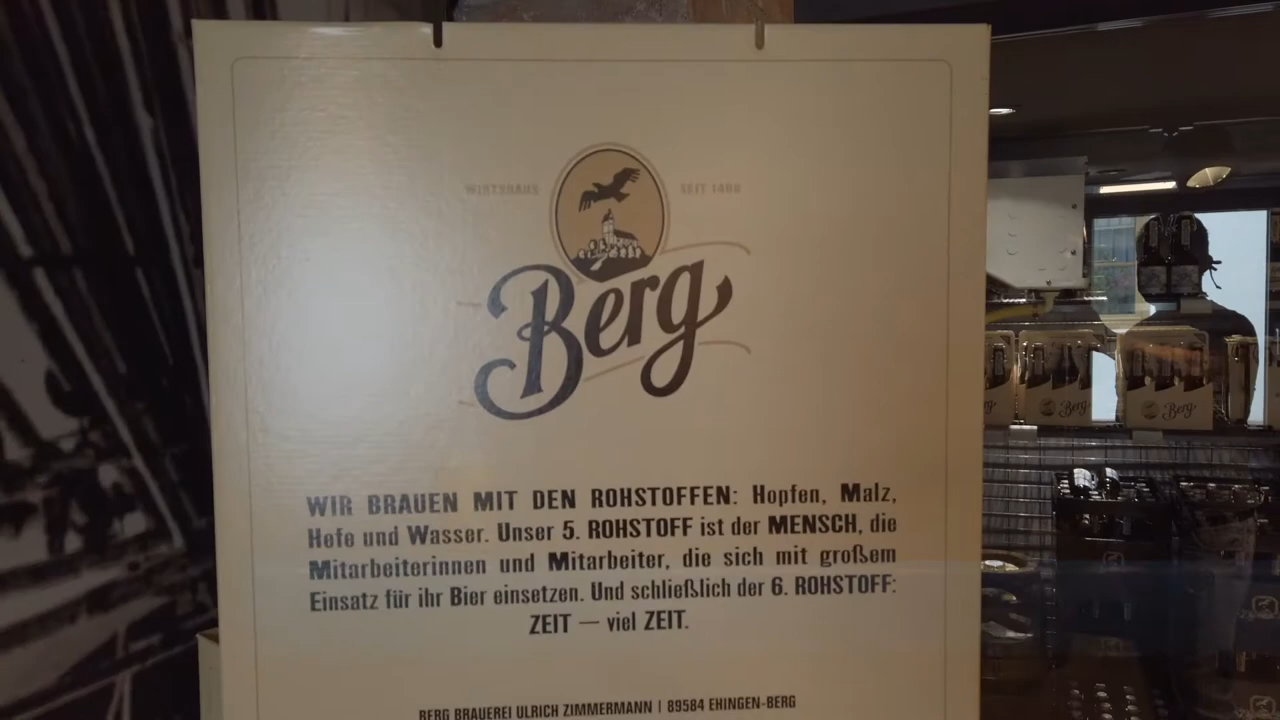 WIRTSHAUS SEIT 1466
Berg
WIR BRAUEN MIT DEN ROHSTOFFEN: Hopfen, Malz,
Hefe und Wasser. Unser 5. ROHSTOFF ist der MENSCH, die
Mitarbeiterinnen und Mitarbeiter, die sich mit großem
Einsatz für ihr Bier einsetzen. Und schließlich der 6. ROHSTOFF:
ZEIT — viel ZEIT.
BERG BRAUEREI ULRICH ZIMMERMANN | 89584 EHINGEN-BERG
Berg
Berg